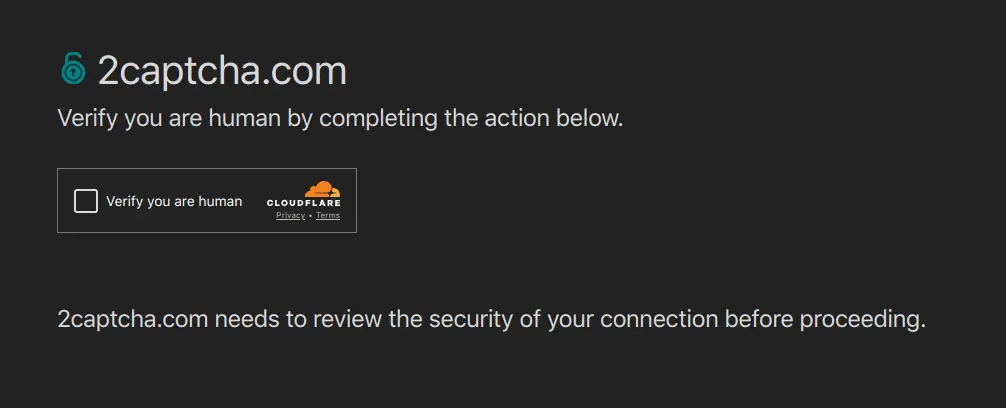 2captcha.com
Verify you are human by completing the action below.
Verify you are human
CLOUDFLARE
Privacy • Terms
2captcha.com needs to review the security of your connection before proceeding.